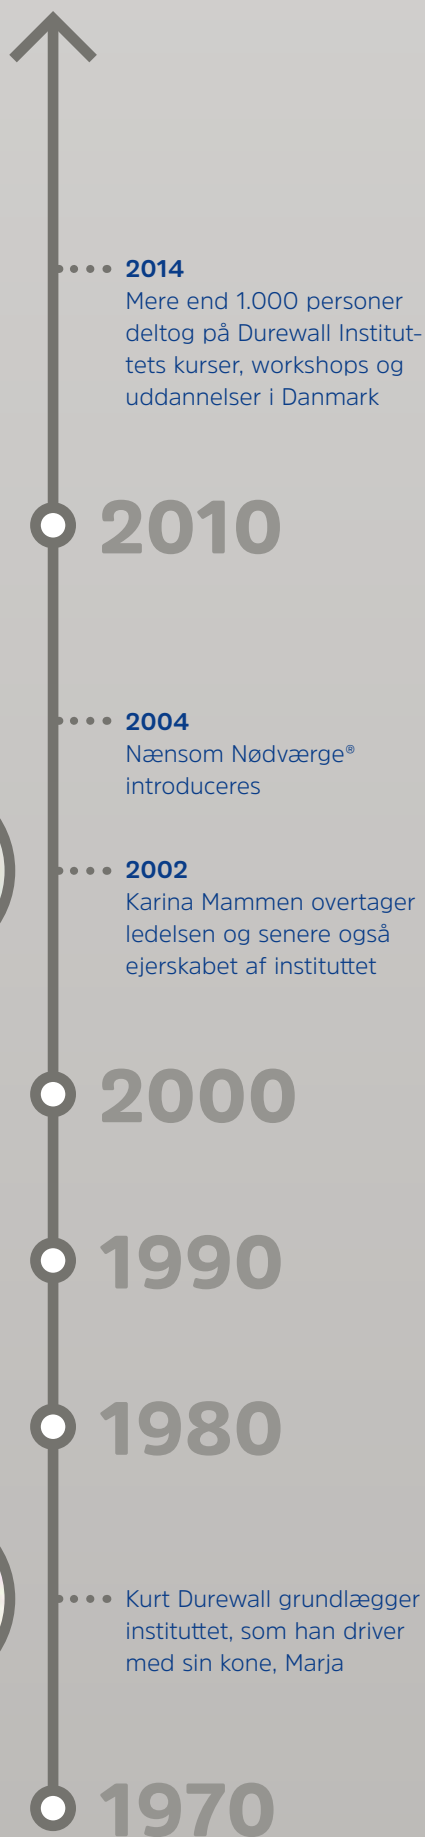 2014
Mere end 1.000 personer
deltog på Durewall Institut-
tets kurser, workshops og
uddannelser i Danmark
2010
2004
Nænsom Nødværge®
introduceres
2002
Karina Mammen overtager
ledelsen og senere også
ejerskabet af instituttet
2000
1990
1980
Kurt Durewall grundlægger
instituttet, som han driver
med sin kone, Marja
1970